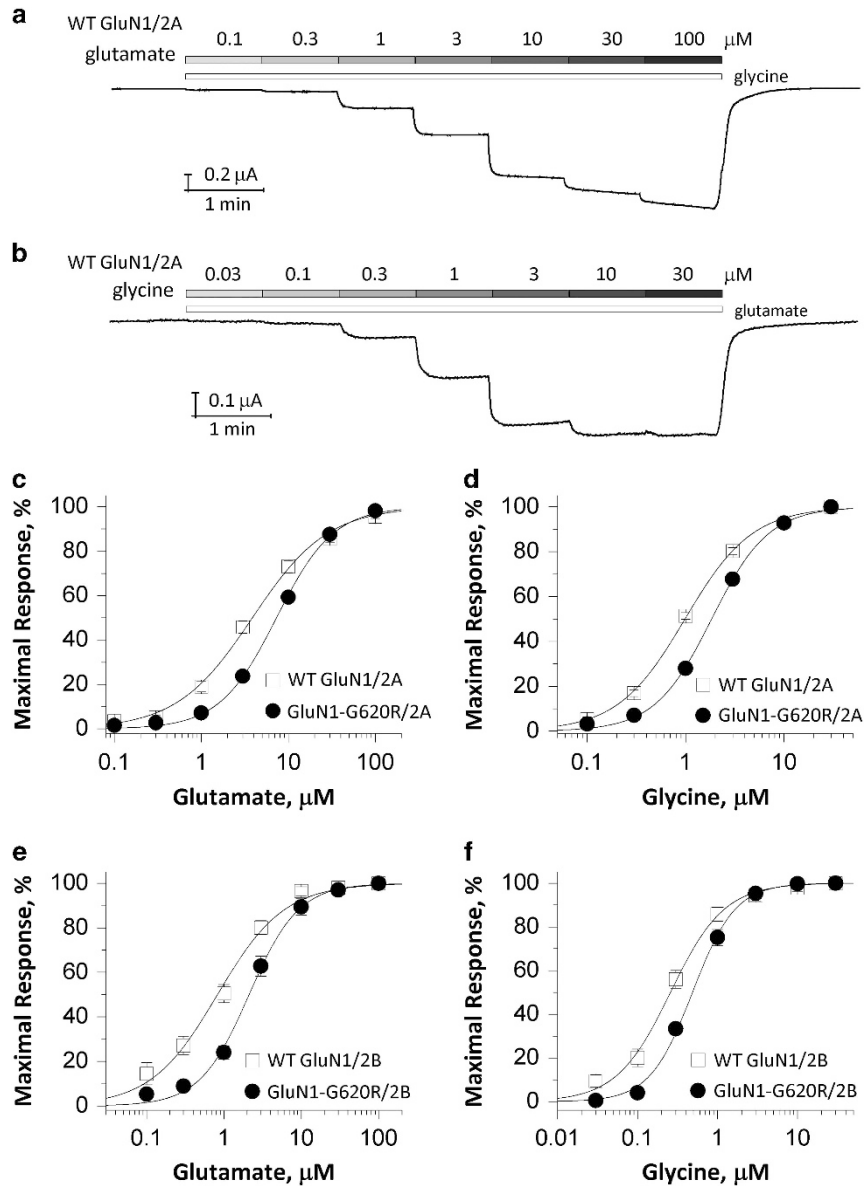 a
WT GluN1/2A
glutamate
0.1 0.3 1 3 10 30 100 μM
glycine
0.2 μA
1 min
b
WT GluN1/2A
glycine
0.03 0.1 0.3 1 3 10 30 μM
glutamate
0.1 μA
1 min
c
Maximal Response, %
100
80
60
40
20
0
WT GluN1/2A
GluN1-G620R/2A
0.1 1 10 100
Glutamate, μM
d
Maximal Response, %
100
80
60
40
20
0
WT GluN1/2A
GluN1-G620R/2A
0.1 1 10
Glycine, μM
e
Maximal Response, %
100
80
60
40
20
0
WT GluN1/2B
GluN1-G620R/2B
0.1 1 10 100
Glutamate, μM
f
Maximal Response, %
100
80
60
40
20
0
WT GluN1/2B
GluN1-G620R/2B
0.01 0.1 1 10
Glycine, μM